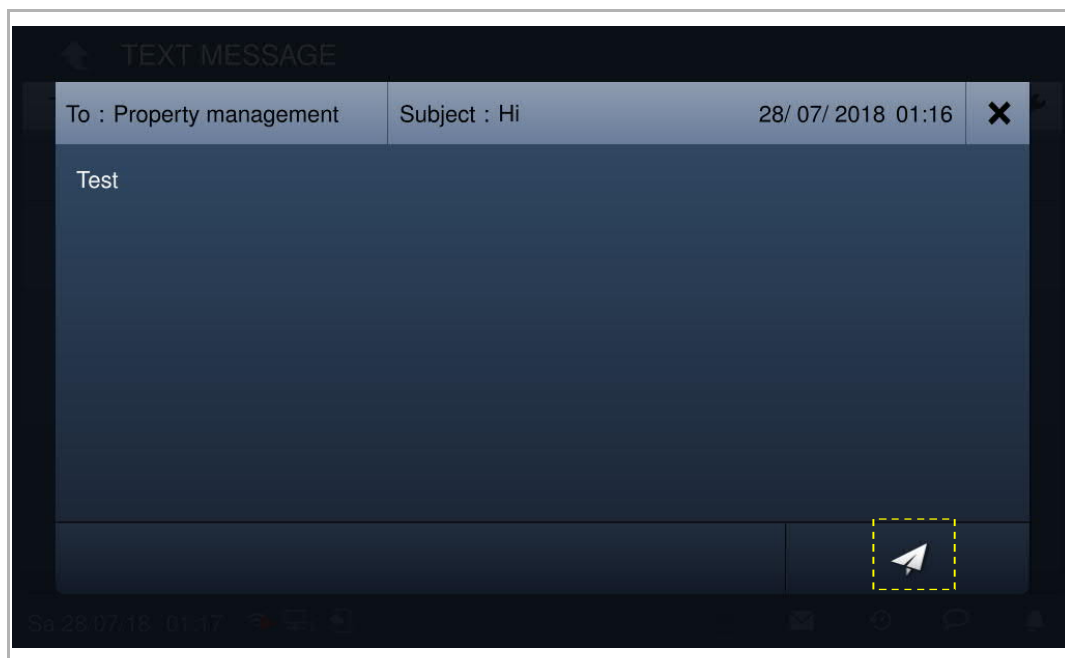 TEXT MESSAGE
To : Property management Subject : Hi 28/ 07/ 2018 01:16
Test
Sa.28.07.18 01:17